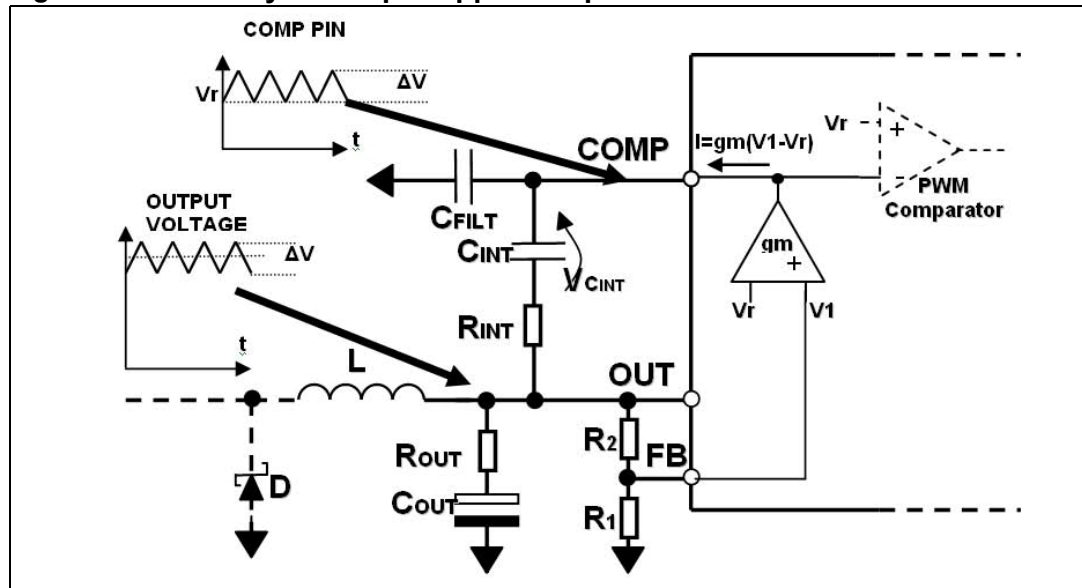 COMP PIN
ΔV
Vr
t
COMP
I=gm(V1-Vr)
Vr
+
-
PWM
Comparator
OUTPUT
VOLTAGE
ΔV
t
CFILT
CINT
VCINT
gm
+
Vr
V1
RINT
L
OUT
D
ROUT
COUT
R2
FB
R1